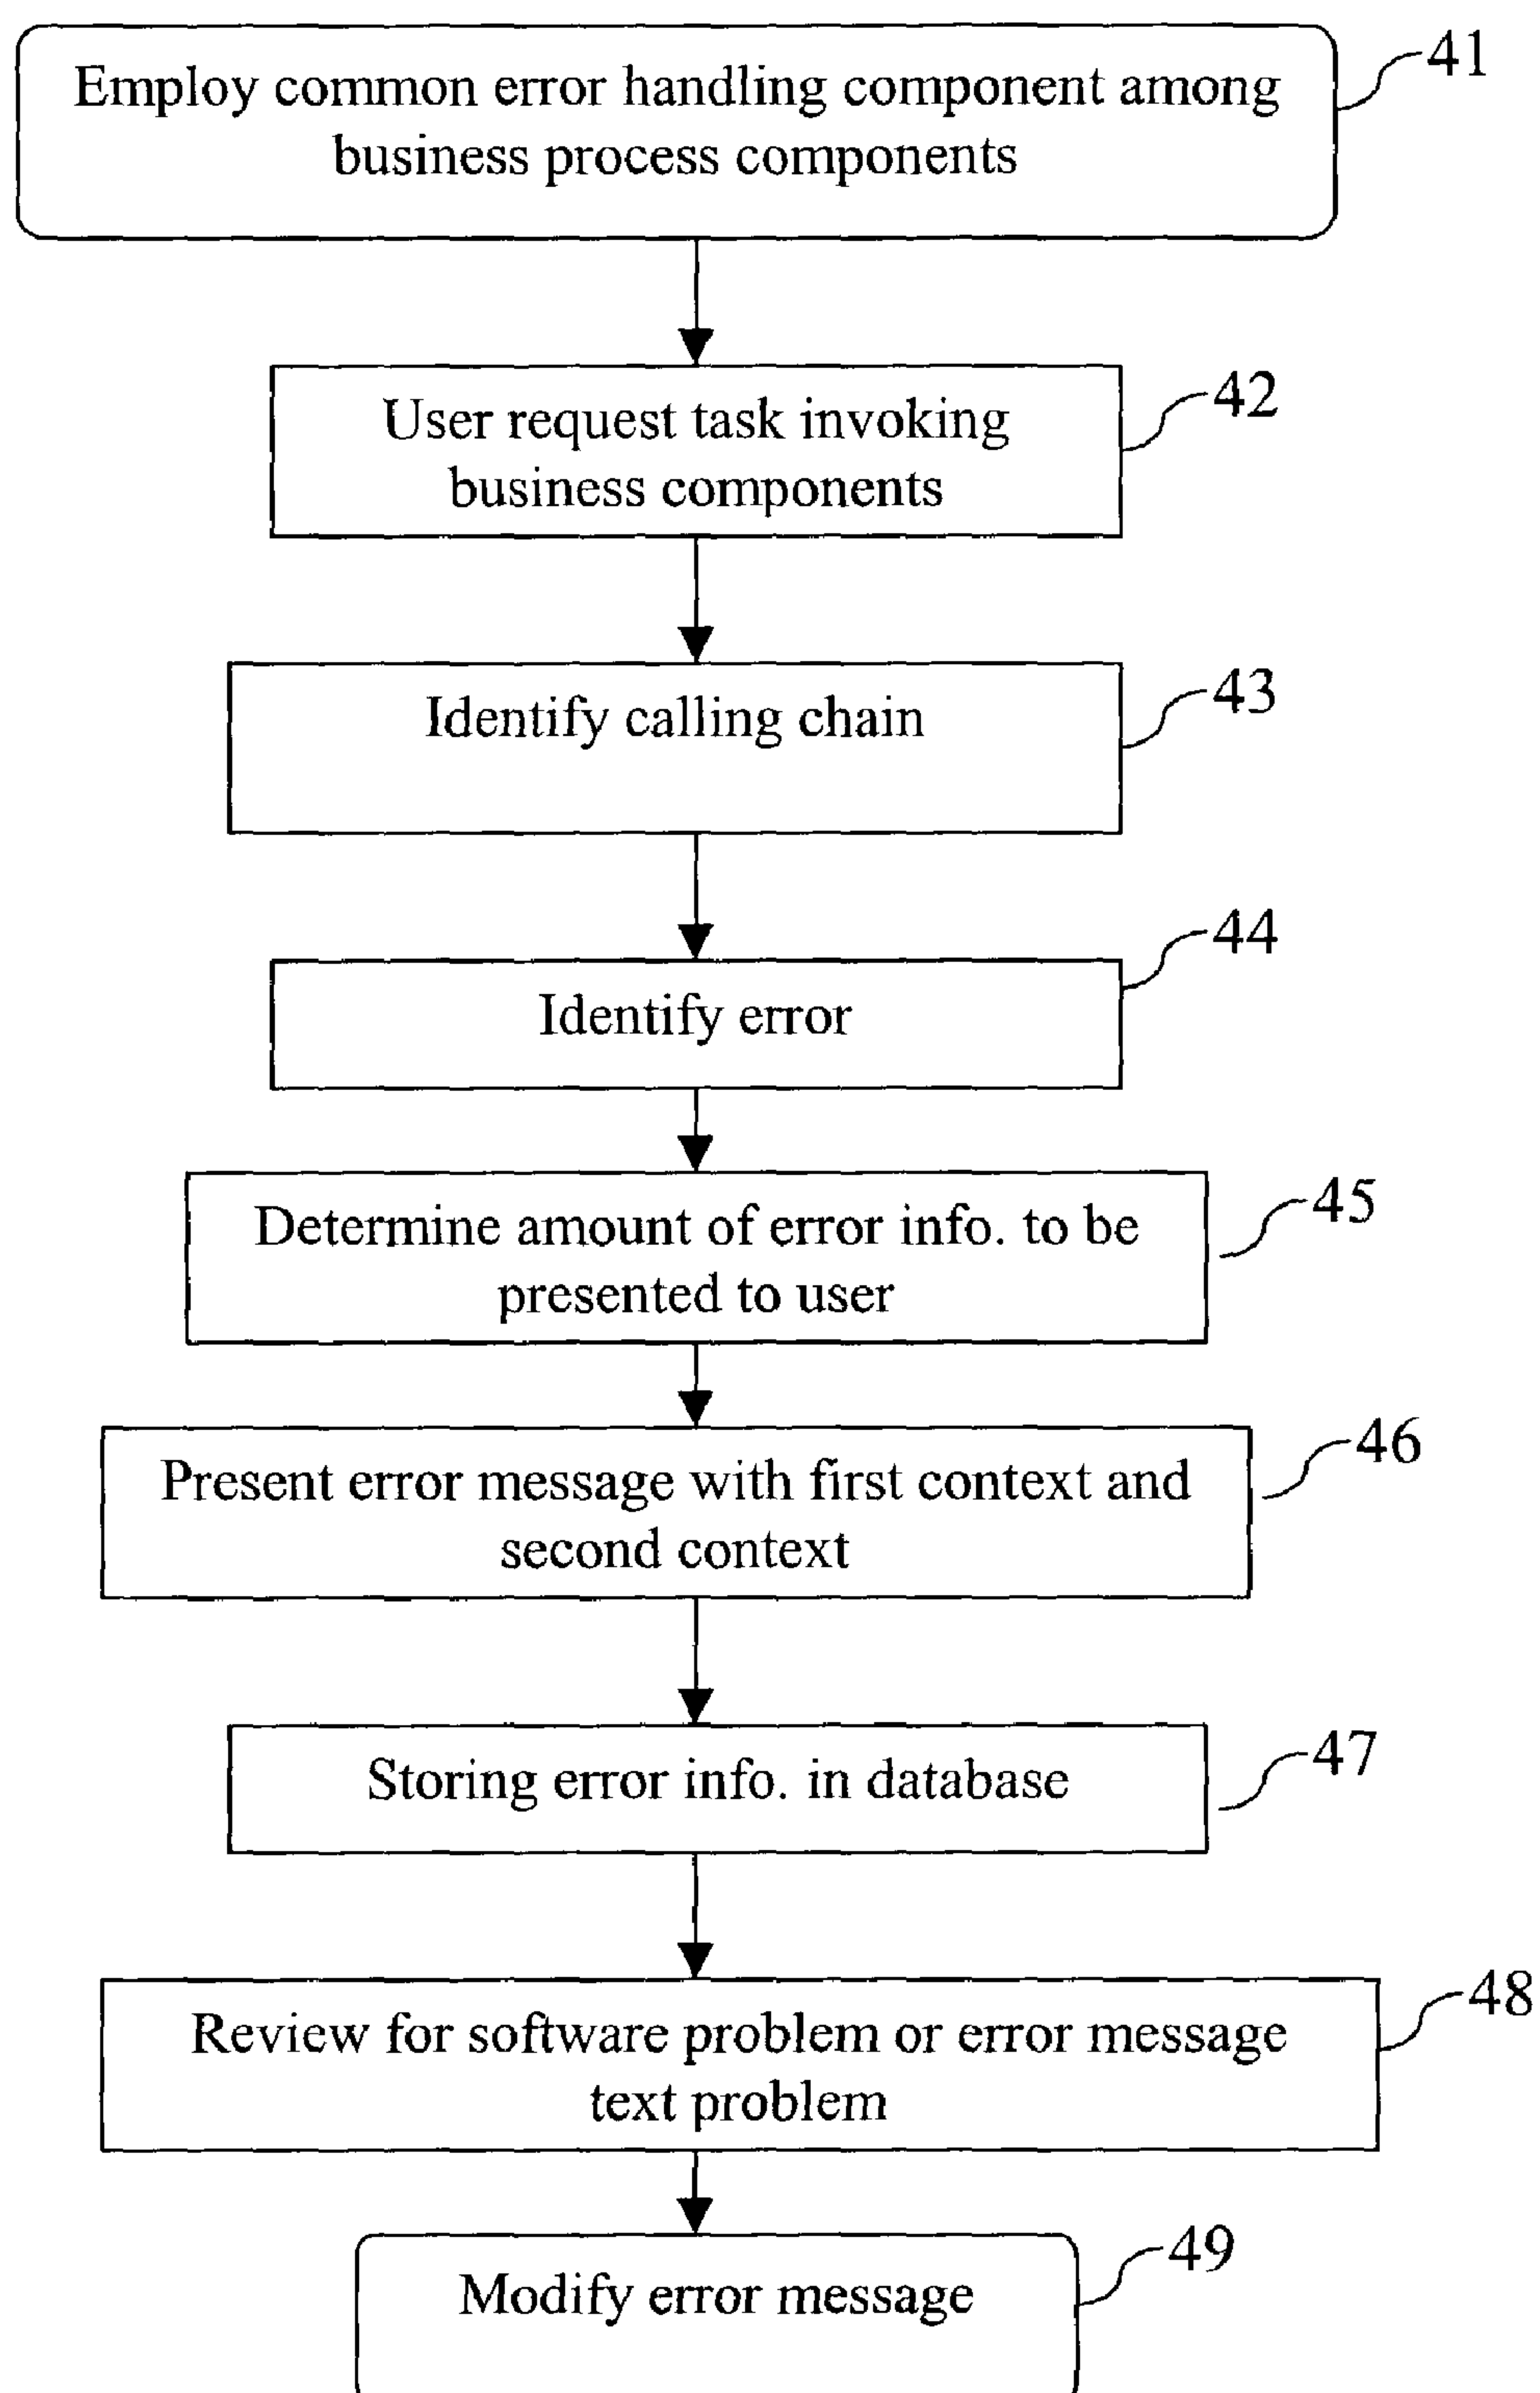 Employ common error handling component among
business process components
41
User request task invoking
business components
42
Identify calling chain
43
Identify error
44
Determine amount of error info. to be
presented to user
45
Present error message with first context and
second context
46
Storing error info. in database
47
Review for software problem or error message
text problem
48
Modify error message
49